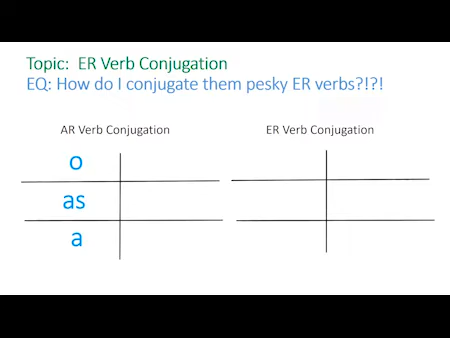 Topic:  ER Verb Conjugation
EQ: How do I conjugate them pesky ER verbs?!?!
AR Verb Conjugation
ER Verb Conjugation
o
as
a